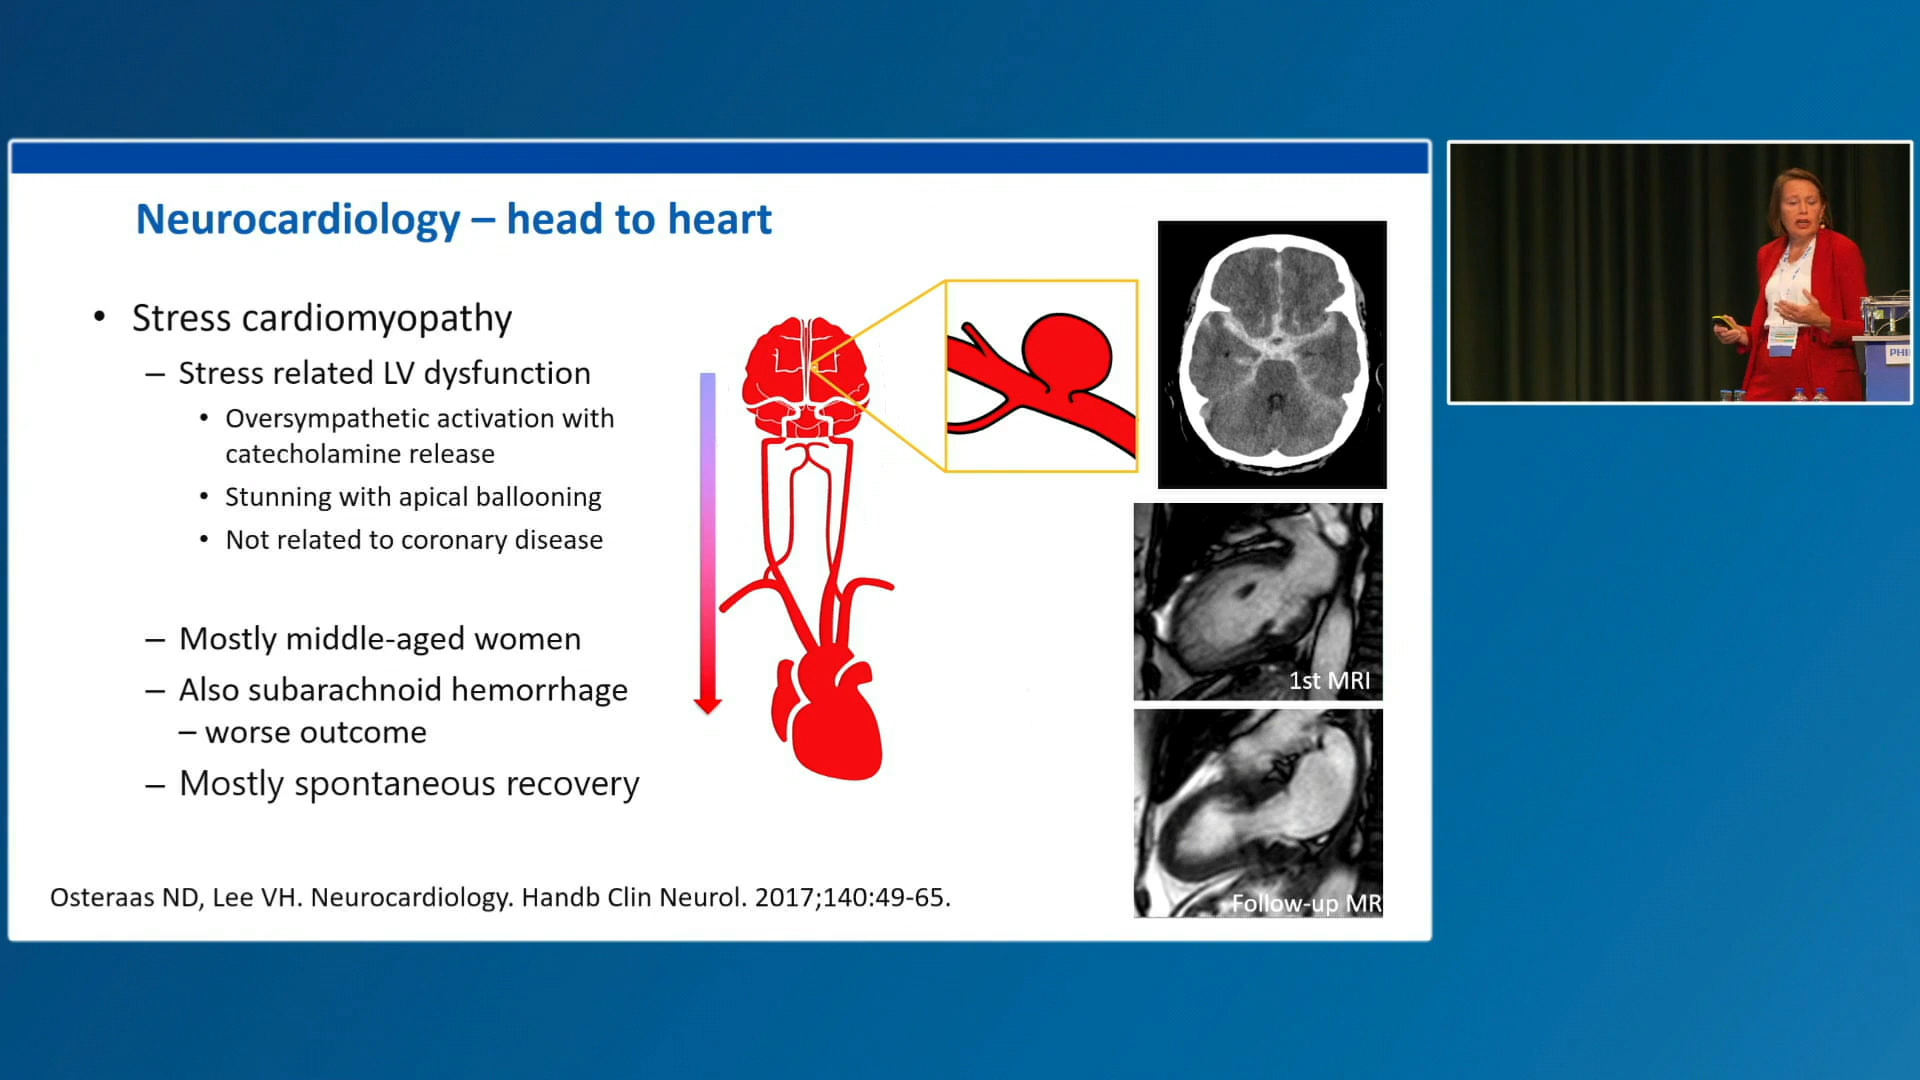 Neurocardiology – head to heart
• Stress cardiomyopathy
– Stress related LV dysfunction
• Oversympathetic activation with
catecholamine release
• Stunning with apical ballooning
• Not related to coronary disease
– Mostly middle-aged women
– Also subarachnoid hemorrhage
– worse outcome
– Mostly spontaneous recovery
1st MRI
Follow-up MR
Osteraas ND, Lee VH. Neurocardiology. Handb Clin Neurol. 2017;140:49-65.